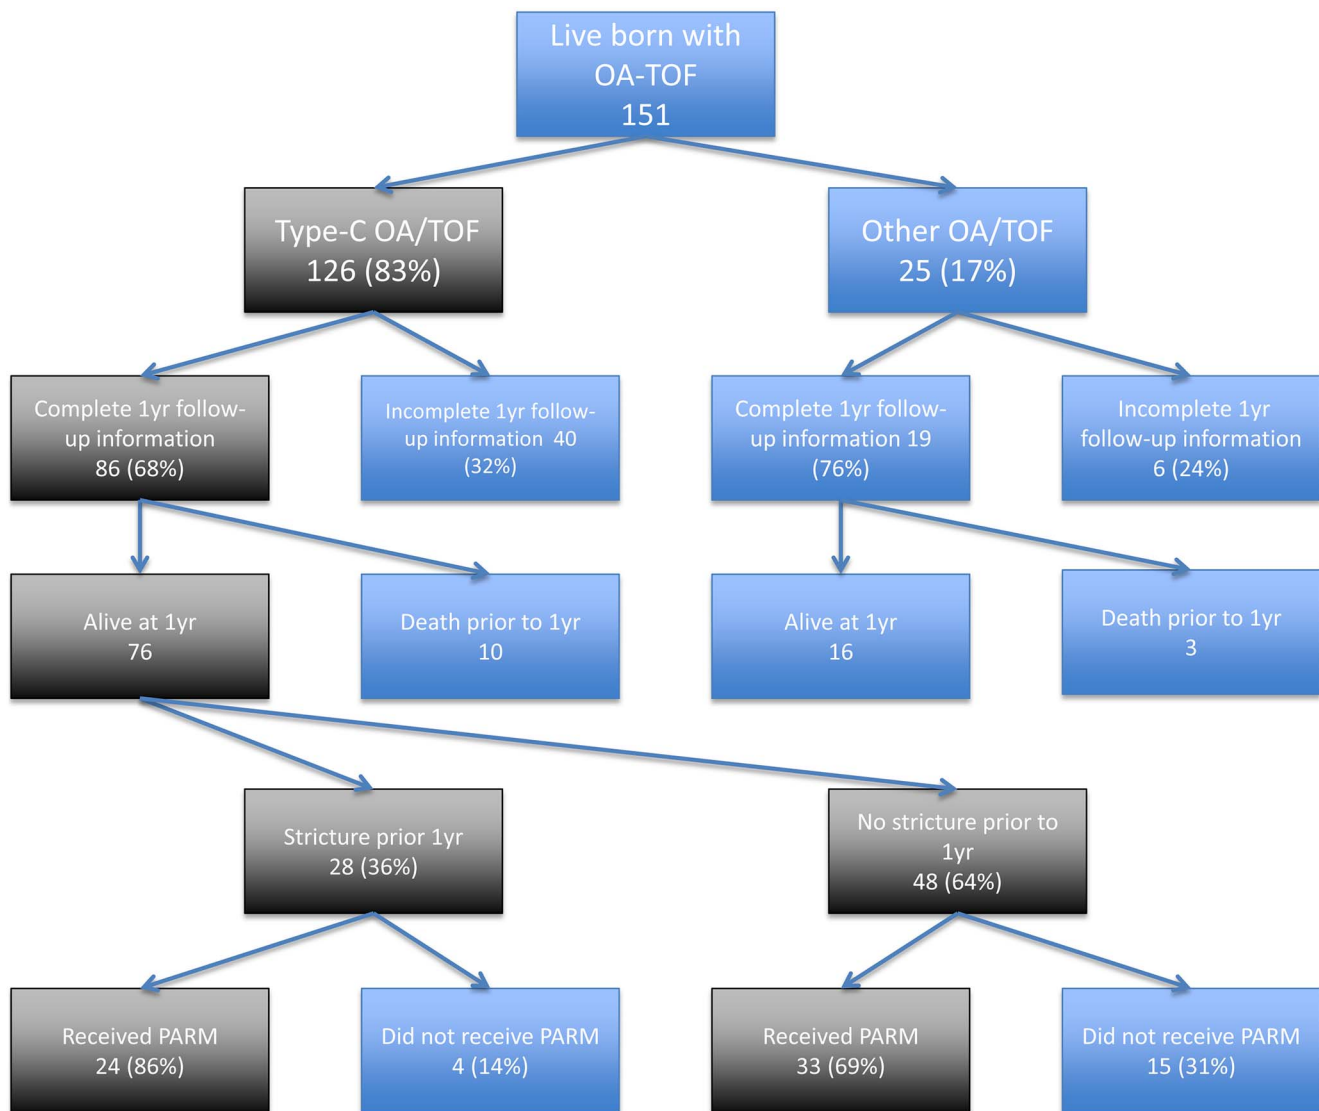 Live born with
OA-TOF
151
Type-C OA/TOF
126 (83%)
Other OA/TOF
25 (17%)
Complete 1yr follow-
up information
86 (68%)
Incomplete 1yr follow-
up information 40
(32%)
Complete 1yr follow-
up information 19
(76%)
Incomplete 1yr
follow-up information
6 (24%)
Alive at 1yr
76
Death prior to 1yr
10
Alive at 1yr
16
Death prior to 1yr
3
Stricture prior 1yr
28 (36%)
No stricture prior to
1yr
48 (64%)
Received PARM
24 (86%)
Did not receive PARM
4 (14%)
Received PARM
33 (69%)
Did not receive PARM
15 (31%)